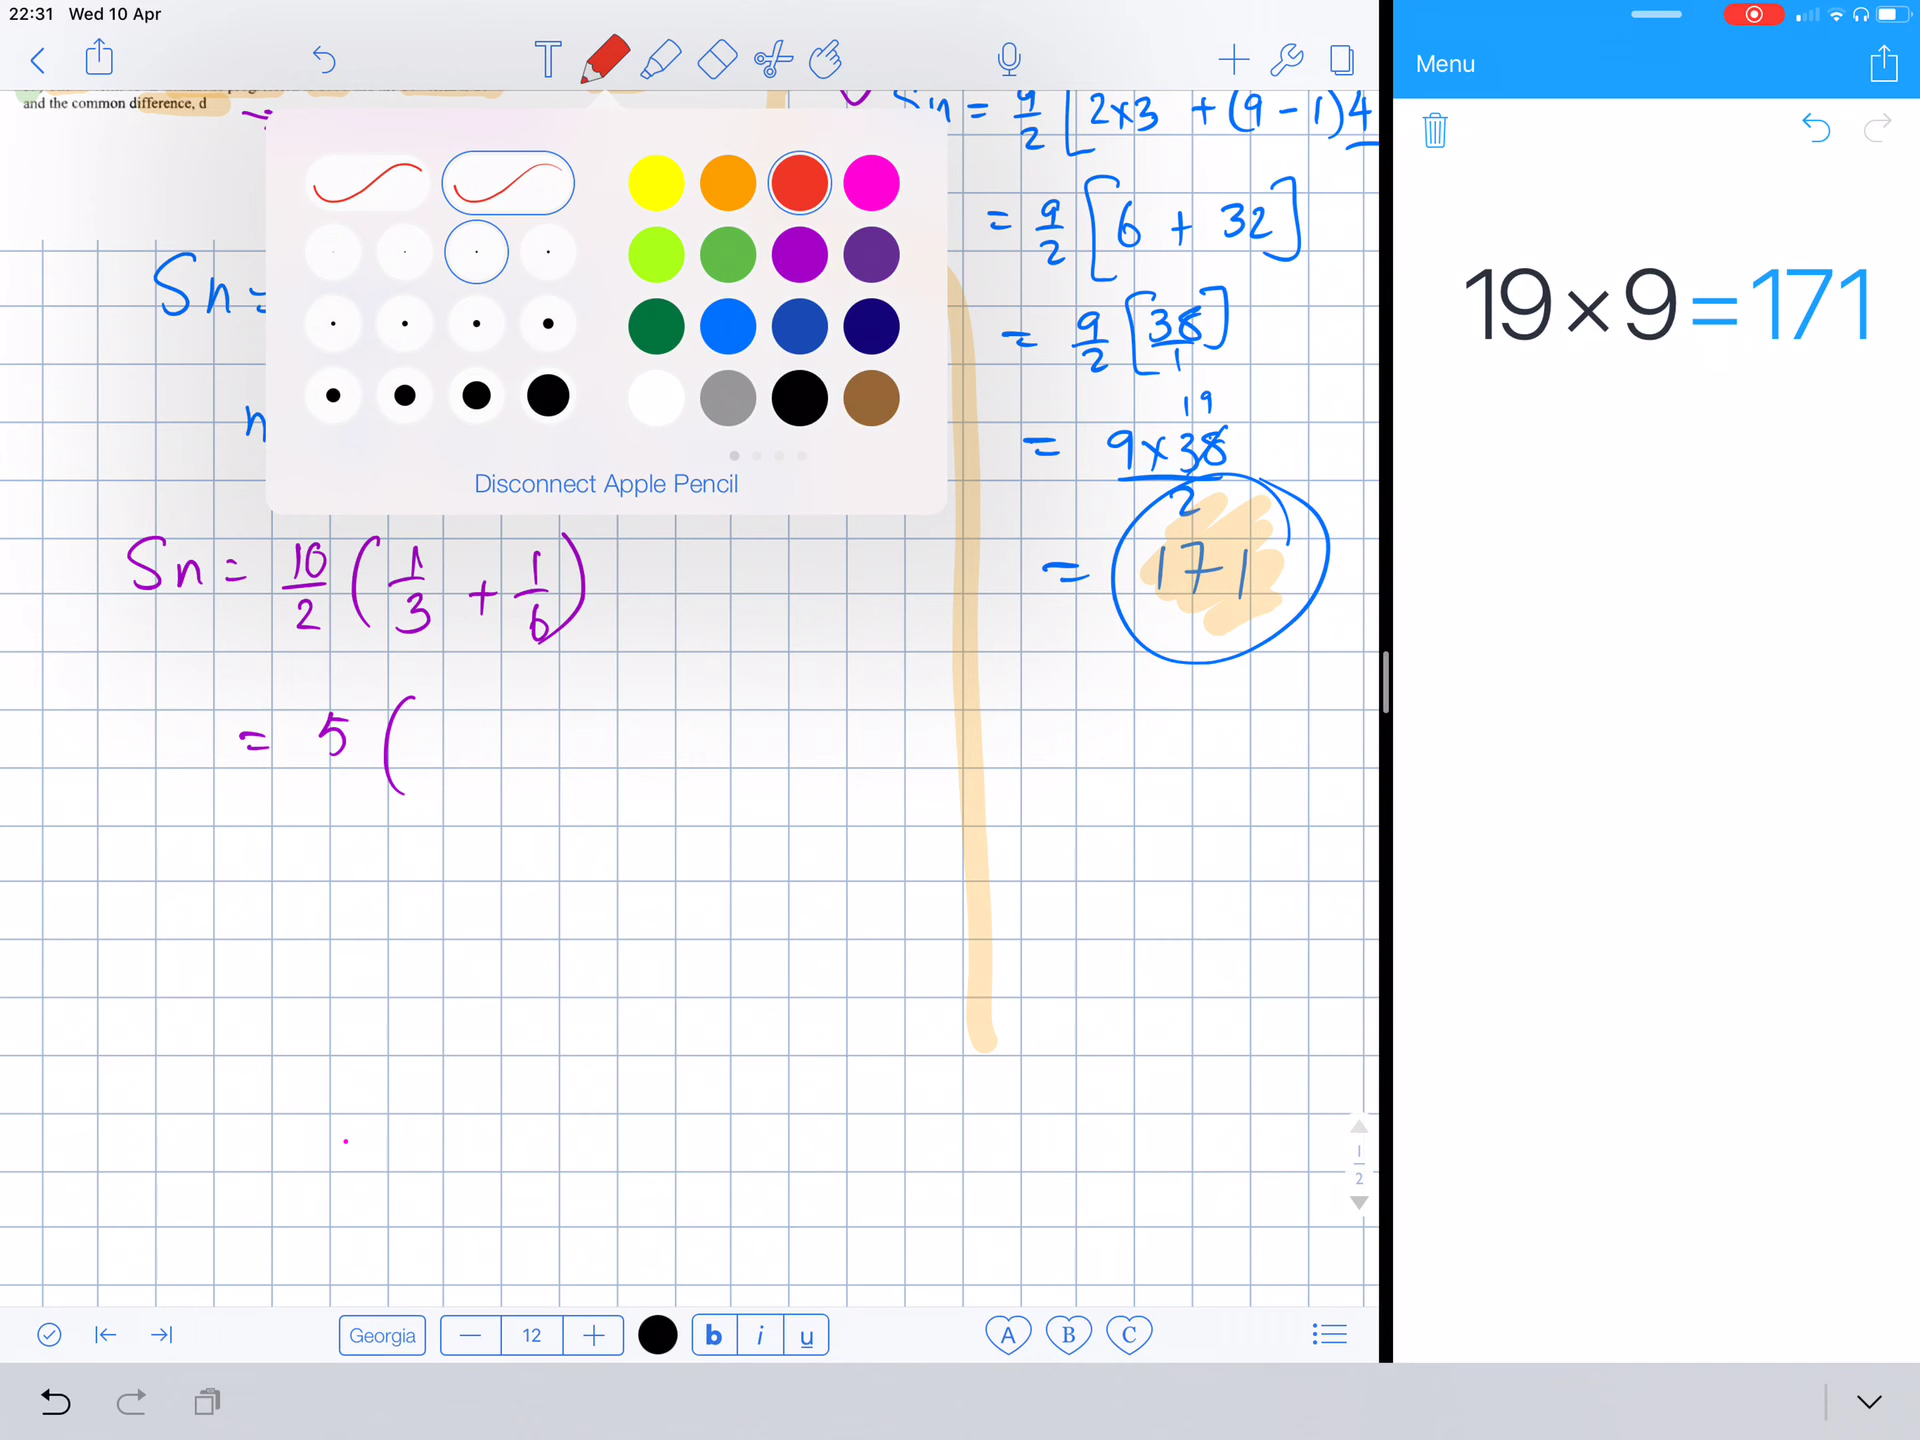 22:31 Wed 10 Apr
Menu
and the common difference, d
Sn = 9/2 [2x3 + (9 - 1)4
= 9/2 [6 + 32]
= 9/2 [38/1]
19
= 9x38/2
= 171
Sn=
n
Disconnect Apple Pencil
Sn = 10/2 (1/3 + 1/6)
= 5 (
19×9=171
1
2
Georgia
12
b i u
A B C